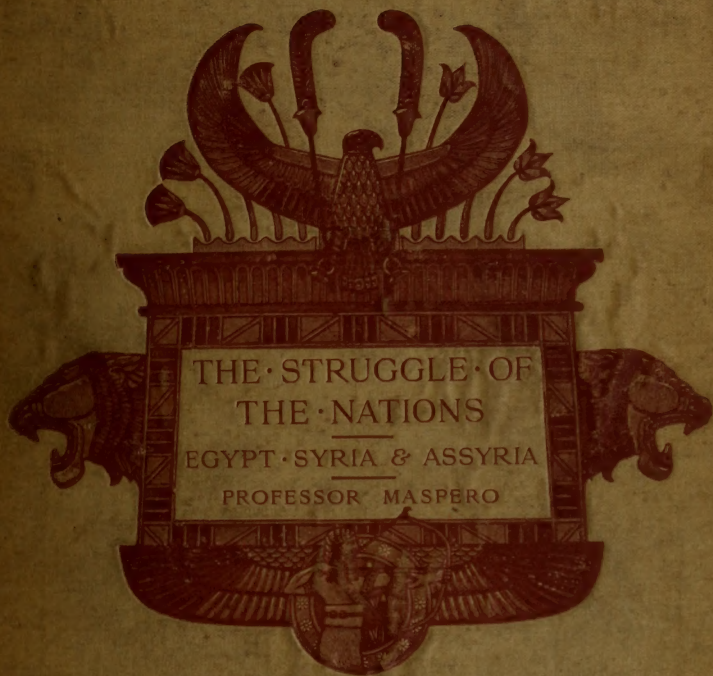 THE · STRUGGLE · OF
THE · NATIONS
EGYPT · SYRIA & ASSYRIA
PROFESSOR MASPERO